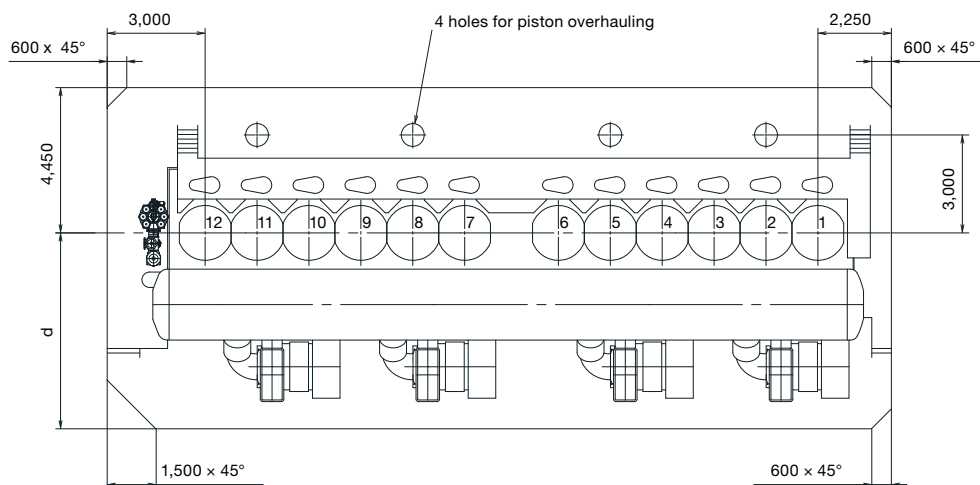 3,000
4 holes for piston overhauling
2,250
600 x 45°
600 × 45°
4,450
3,000
12 11 10 9 8 7 6 5 4 3 2 1
d
1,500 × 45°
600 × 45°